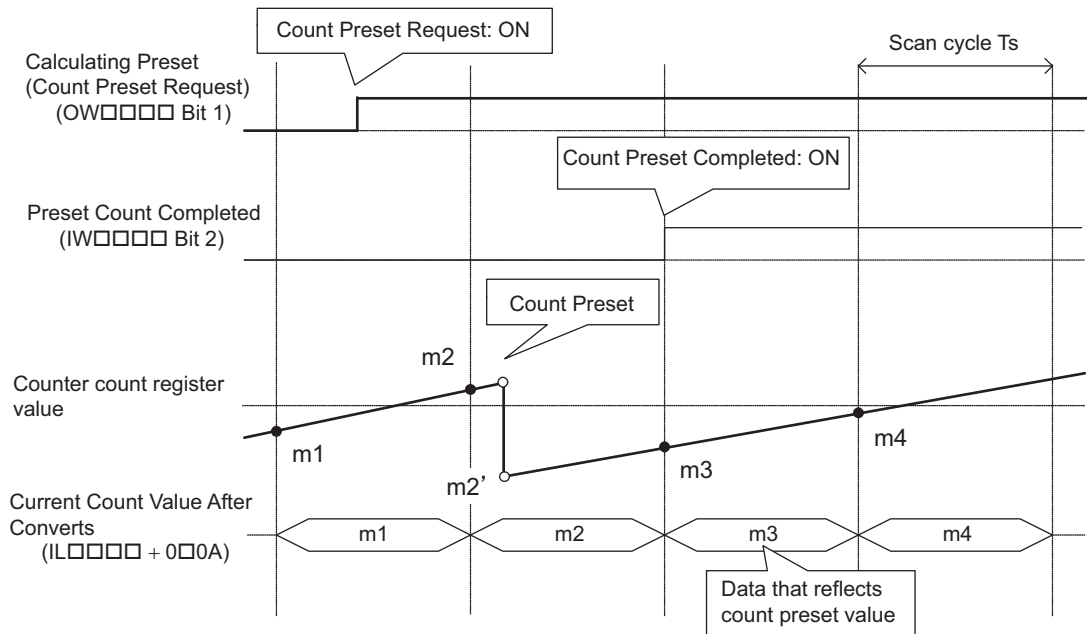 Count Preset Request: ON
Scan cycle Ts
Calculating Preset
(Count Preset Request)
(OW□□□□ Bit 1)
Count Preset Completed: ON
Preset Count Completed
(IW□□□□ Bit 2)
Count Preset
m2
Counter count register
value
m1
m2’
m3
m4
Current Count Value After
Converts
(IL□□□□ + 0□0A)
m1
m2
m3
m4
Data that reflects
count preset value